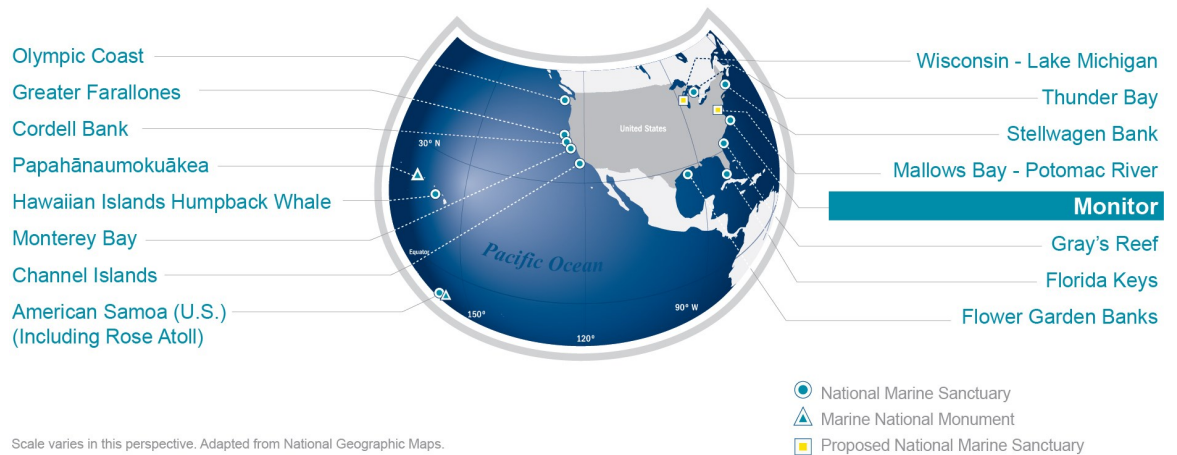 Olympic Coast
Greater Farallones
Cordell Bank
Papahānaumokuākea
Hawaiian Islands Humpback Whale
Monterey Bay
Channel Islands
American Samoa (U.S.)
(Including Rose Atoll)
United States
30° N
Equator
Pacific Ocean
150°
120°
90° W
Wisconsin - Lake Michigan
Thunder Bay
Stellwagen Bank
Mallows Bay - Potomac River
Monitor
Gray's Reef
Florida Keys
Flower Garden Banks
National Marine Sanctuary
Marine National Monument
Proposed National Marine Sanctuary
Scale varies in this perspective. Adapted from National Geographic Maps.